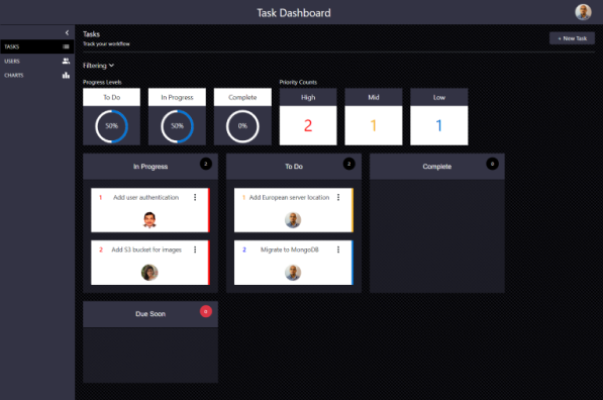 Task Dashboard
TASKS
USERS
CHARTS
Tasks
Track your workflow
+ New Task
Filtering
Progress Levels
Priority Counts
To Do
In Progress
Complete
High
Mid
Low
50%
50%
0%
2
1
1
In Progress
2
To Do
2
Complete
0
1 Add user authentication
1 Add European server location
2 Add S3 bucket for images
2 Migrate to MongoDB
Due Soon
0